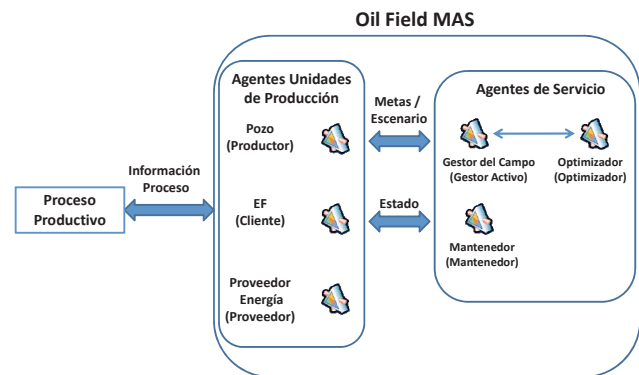 Oil Field MAS
Agentes Unidades
de Producción
Pozo
(Productor)
EF
(Cliente)
Proveedor
Energía
(Proveedor)
Información
Proceso
Proceso
Productivo
Metas /
Escenario
Estado
Agentes de Servicio
Gestor del Campo
(Gestor Activo)
Optimizador
(Optimizador)
Mantenedor
(Mantenedor)